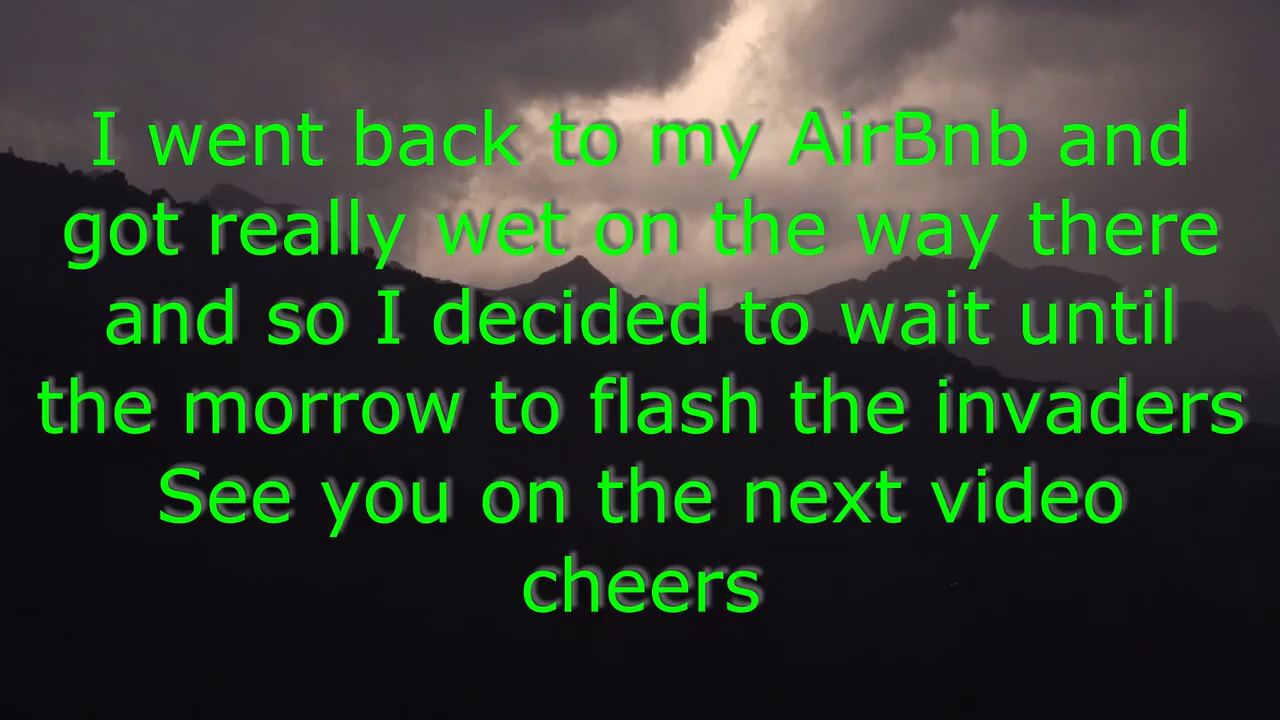 I went back to my AirBnb and
got really wet on the way there
and so I decided to wait until
the morrow to flash the invaders
See you on the next video
cheers